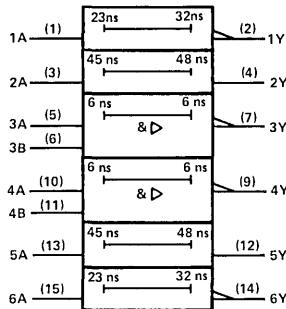 23ns 32ns
1A (1) (2) 1Y
45 ns 48 ns
2A (3) (4) 2Y
6 ns 6 ns
3A (5) & (7) 3Y
3B (6)
6 ns 6 ns
4A (10) & (9) 4Y
4B (11)
45 ns 48 ns
5A (13) (12) 5Y
23 ns 32 ns
6A (15) (14) 6Y